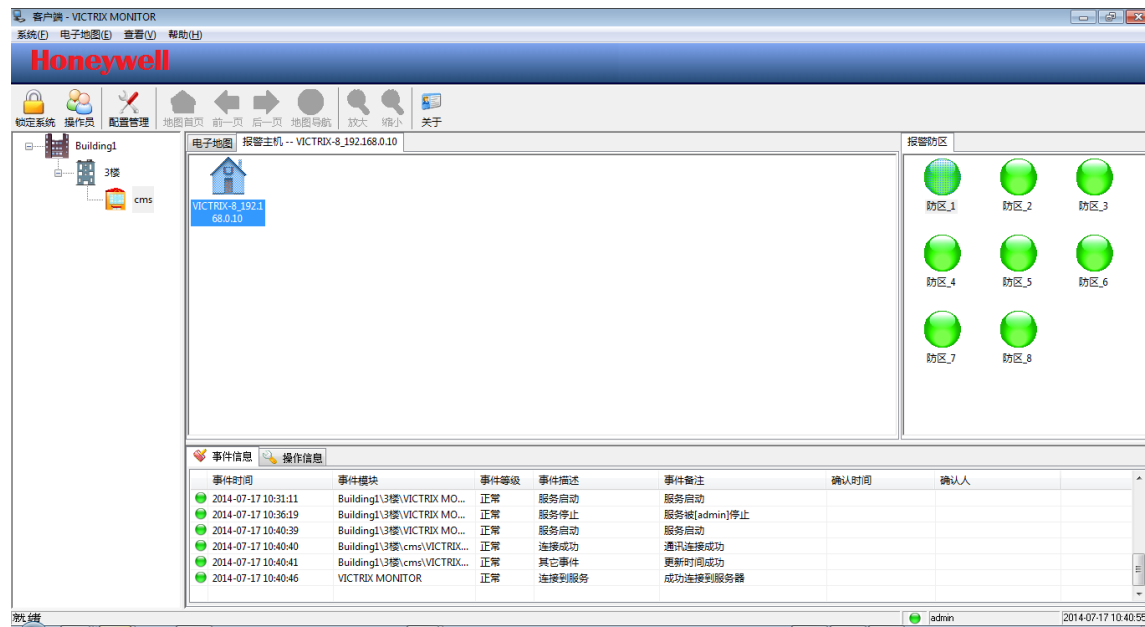 客户端 - VICTRIX MONITOR
系统(F) 电子地图(E) 查看(V) 帮助(H)
Honeywell
锁定系统 操作员 配置管理 地图首页 前一页 后一页 地图导航 放大 缩小 关于
Building1
3楼
cms
电子地图 报警主机 -- VICTRIX-8_192.168.0.10
VICTRIX-8_192.1
68.0.10
报警防区
防区_1 防区_2 防区_3
防区_4 防区_5 防区_6
防区_7 防区_8
事件信息 操作信息
事件时间 事件模块 事件等级 事件描述 事件备注 确认时间 确认人
2014-07-17 10:31:11 Building1\3楼\VICTRIX MO... 正常 服务启动 服务启动
2014-07-17 10:36:19 Building1\3楼\VICTRIX MO... 正常 服务停止 服务被[admin]停止
2014-07-17 10:40:39 Building1\3楼\VICTRIX MO... 正常 服务启动 服务启动
2014-07-17 10:40:40 Building1\3楼\cms\VICTRIX... 正常 连接成功 通讯连接成功
2014-07-17 10:40:41 Building1\3楼\cms\VICTRIX... 正常 其它事件 更新时间成功
2014-07-17 10:40:46 VICTRIX MONITOR 正常 连接到服务 成功连接到服务器
就绪 admin 2014-07-17 10:40:55